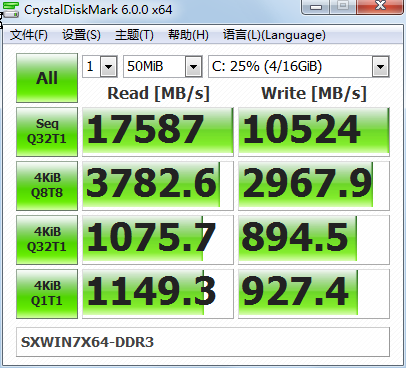 CrystalDiskMark 6.0.0 x64
文件(F) 设置(S) 主题(T) 帮助(H) 语言(L)(Language)
All 1 50MiB C: 25% (4/16GiB)
Read [MB/s] Write [MB/s]
Seq Q32T1 17587 10524
4KiB Q8T8 3782.6 2967.9
4KiB Q32T1 1075.7 894.5
4KiB Q1T1 1149.3 927.4
SXWIN7X64-DDR3